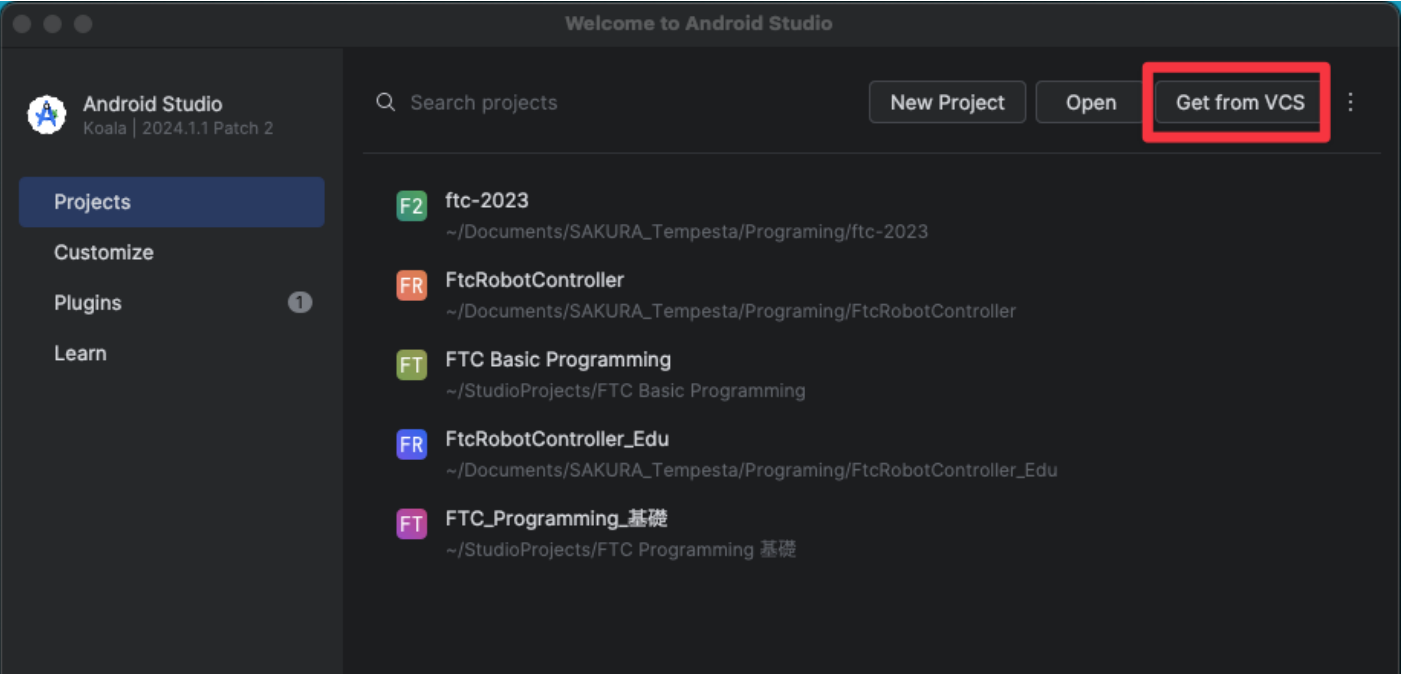 Welcome to Android Studio
Android Studio
Koala | 2024.1.1 Patch 2
Projects
Customize
Plugins 1
Learn
Search projects
New Project
Open
Get from VCS
F2 ftc-2023
~/Documents/SAKURA_Tempesta/Programing/ftc-2023
FR FtcRobotController
~/Documents/SAKURA_Tempesta/Programing/FtcRobotController
FT FTC Basic Programming
~/StudioProjects/FTC Basic Programming
FR FtcRobotController_Edu
~/Documents/SAKURA_Tempesta/Programing/FtcRobotController_Edu
FT FTC_Programming_基礎
~/StudioProjects/FTC Programming 基礎